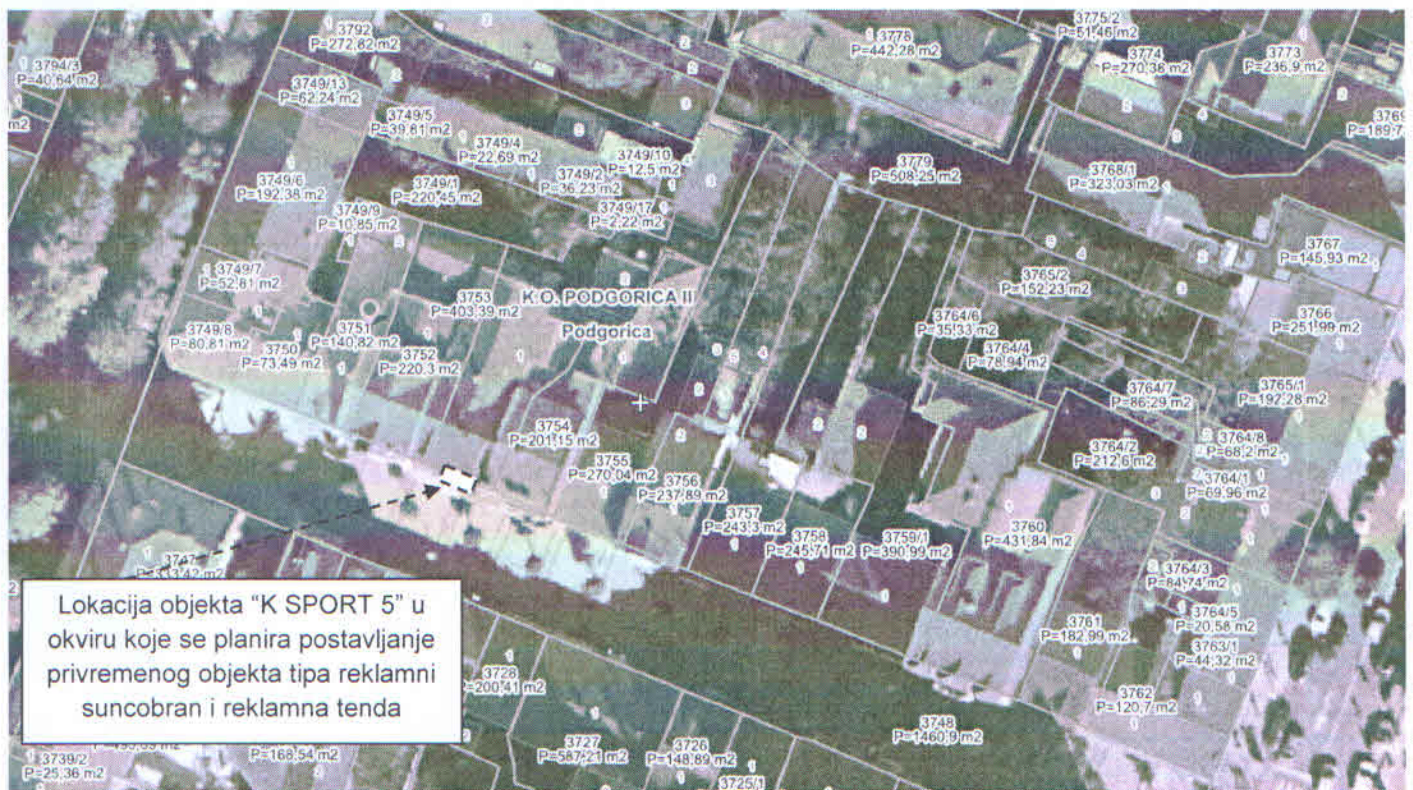 3792
P=272,82 m2
3794/3
P=40,64 m2
3749/13
P=62,24 m2
3749/5
P=39,81 m2
3749/4
P=22,69 m2
3749/10
P=12,5 m2
3749/2
P=36,23 m2
3749/6
P=192,38 m2
3749/1
P=220,45 m2
3749/17
P=2,22 m2
3749/9
P=10,85 m2
3778
P=442,28 m2
3775/2
P=51,46 m2
3774
P=270,36 m2
3773
P=236,9 m2
3769
P=189,7
3779
P=508,25 m2
3768/1
P=323,03 m2
3767
P=145,93 m2
3749/7
P=52,81 m2
3753
P=403,39 m2
K.O. PODGORICA II
Podgorica
3765/2
P=152,23 m2
3764/6
P=35,33 m2
3764/4
P=78,94 m2
3766
P=251,99 m2
3749/8
P=80,81 m2
3750
P=73,49 m2
3751
P=140,82 m2
3752
P=220,3 m2
3764/7
P=86,29 m2
3765/1
P=192,28 m2
3754
P=201,15 m2
3755
P=270,04 m2
3756
P=237,89 m2
3764/2
P=212,6 m2
3764/8
P=68,2 m2
3764/1
P=69,96 m2
3757
P=243,3 m2
3758
P=245,71 m2
3759/1
P=390,99 m2
3760
P=431,84 m2
3747
P=313,42 m2
3764/3
P=84,74 m2
3764/5
P=20,58 m2
3763/1
P=44,32 m2
3761
P=182,99 m2
3762
P=120,7 m2
Lokacija objekta “K SPORT 5” u
okviru koje se planira postavljanje
privremenog objekta tipa reklamni
suncobran i reklamna tenda
3728
P=200,41 m2
3748
P=1460,9 m2
3739/2
P=25,36 m2
P=168,54 m2
3727
P=587,21 m2
3726
P=148,89 m2
3725/1